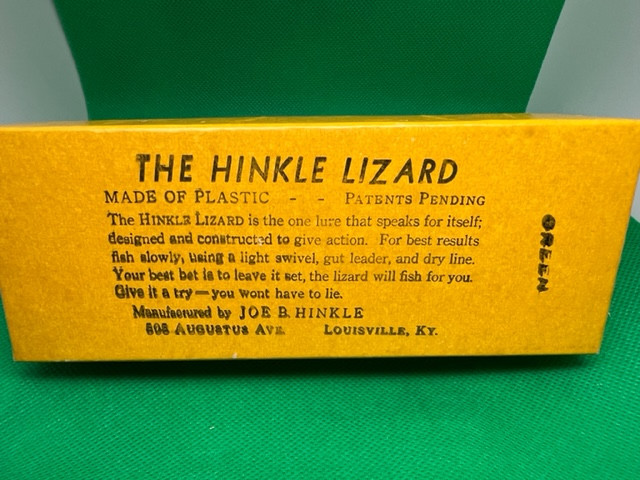 THE HINKLE LIZARD
MADE OF PLASTIC - - PATENTS PENDING
The HINKLE LIZARD is the one lure that speaks for itself;
designed and constructed to give action. For best results
fish slowly, using a light swivel, gut leader, and dry line.
Your best bet is to leave it set, the lizard will fish for you.
Give it a try—you wont have to lie.
Manufactured by JOE B. HINKLE
AUGUSTUS AVE. LOUISVILLE, KY.
GREEN